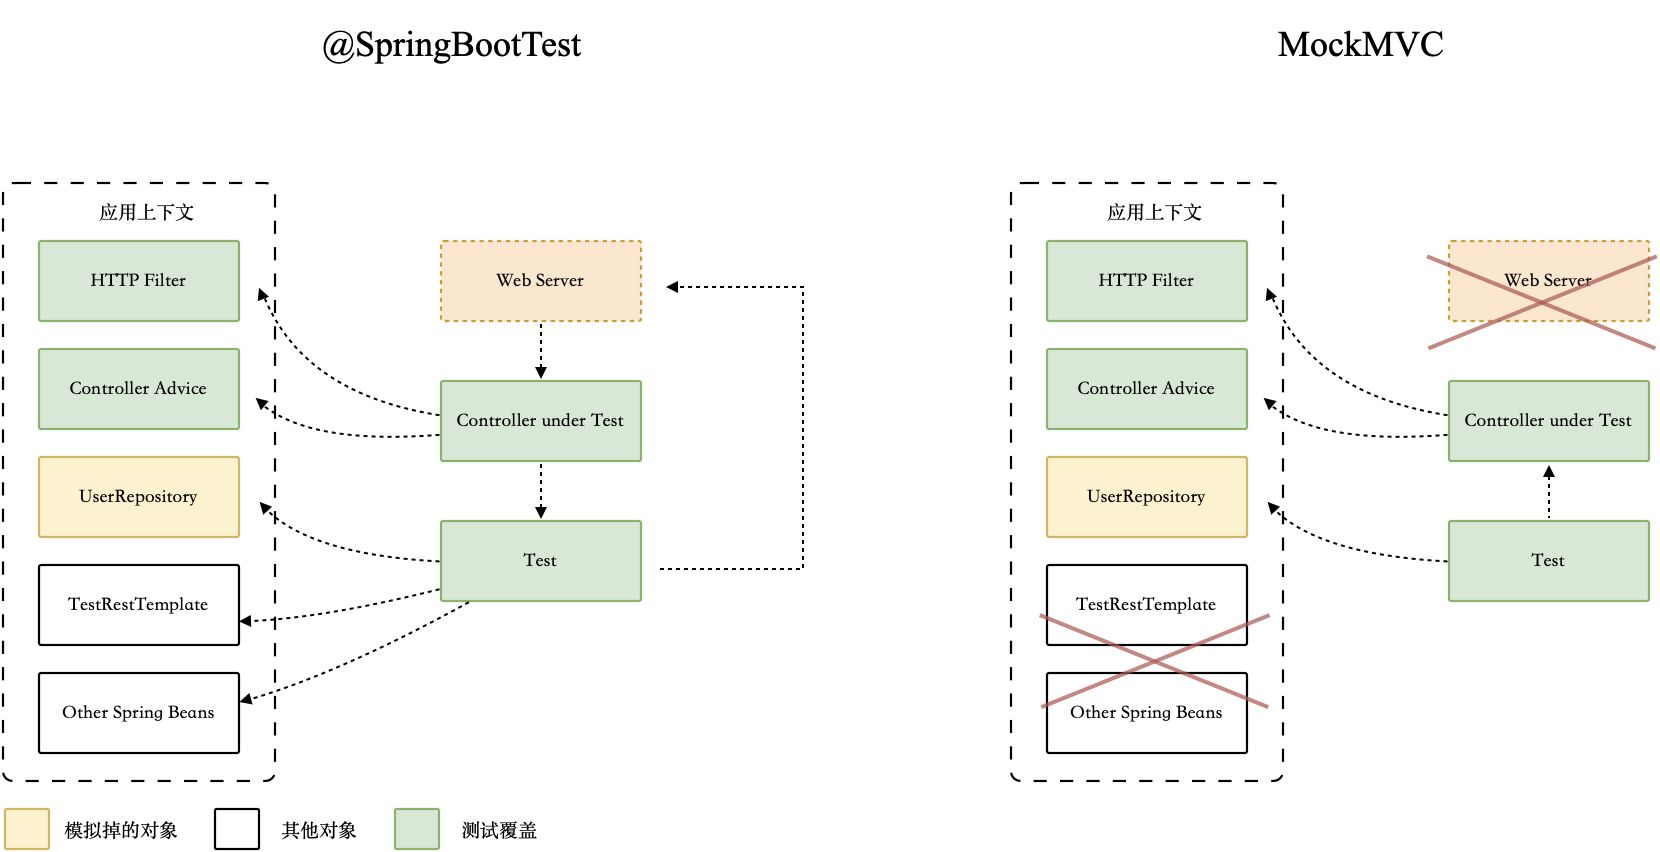 @SpringBootTest
MockMVC
应用上下文
HTTP Filter
Controller Advice
UserRepository
TestRestTemplate
Other Spring Beans
Web Server
Controller under Test
Test
应用上下文
HTTP Filter
Controller Advice
UserRepository
TestRestTemplate
Other Spring Beans
Web Server
Controller under Test
Test
模拟掉的对象
其他对象
测试覆盖